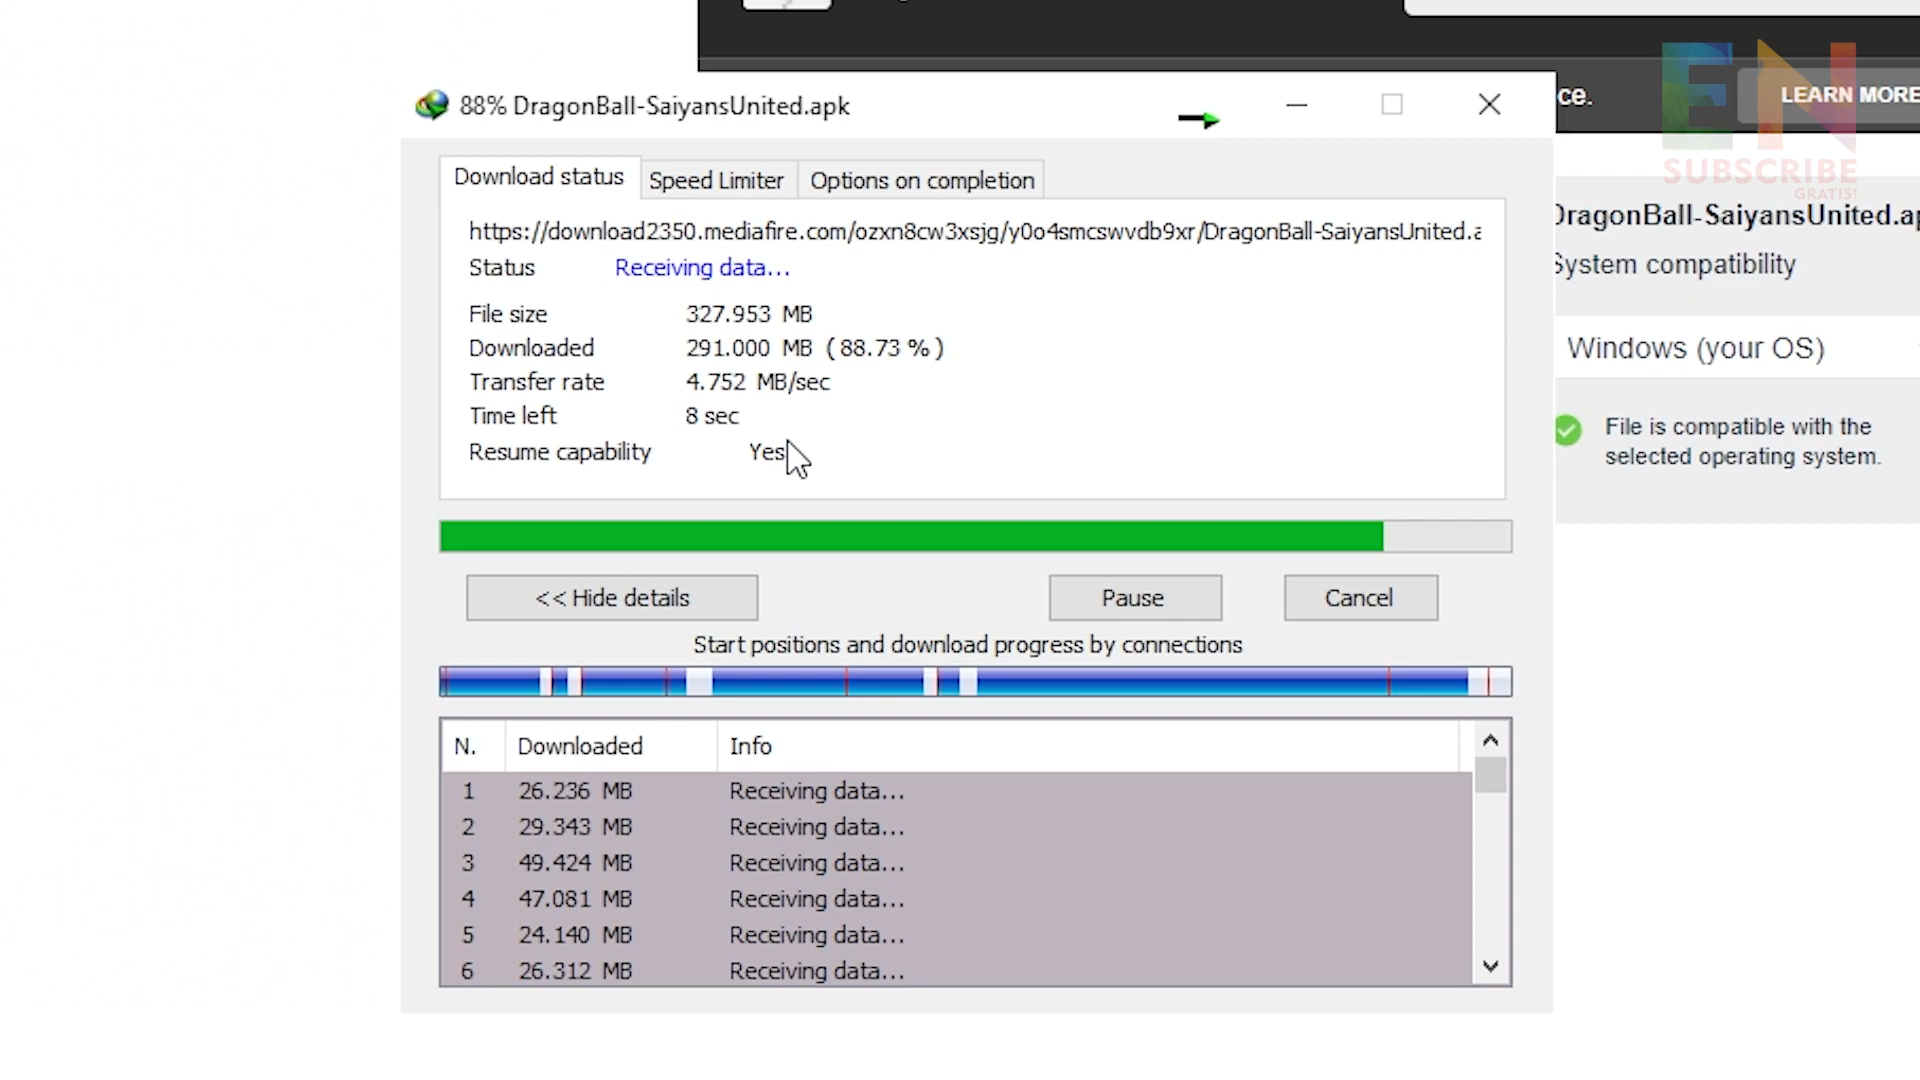 88% DragonBall-SaiyansUnited.apk
ce.
LEARN MORE
EN
SUBSCRIBE
GRATIS!
Download status
Speed Limiter
Options on completion
https://download2350.mediafire.com/ozxn8cw3xsjg/y0o4smcswvdb9xr/DragonBall-SaiyansUnited.a
Status Receiving data...
File size 327.953 MB
Downloaded 291.000 MB ( 88.73 % )
Transfer rate 4.752 MB/sec
Time left 8 sec
Resume capability Yes
<< Hide details
Pause
Cancel
Start positions and download progress by connections
N. Downloaded Info
1 26.236 MB Receiving data...
2 29.343 MB Receiving data...
3 49.424 MB Receiving data...
4 47.081 MB Receiving data...
5 24.140 MB Receiving data...
6 26.312 MB Receiving data...
DragonBall-SaiyansUnited.ap
System compatibility
Windows (your OS)
File is compatible with the
selected operating system.